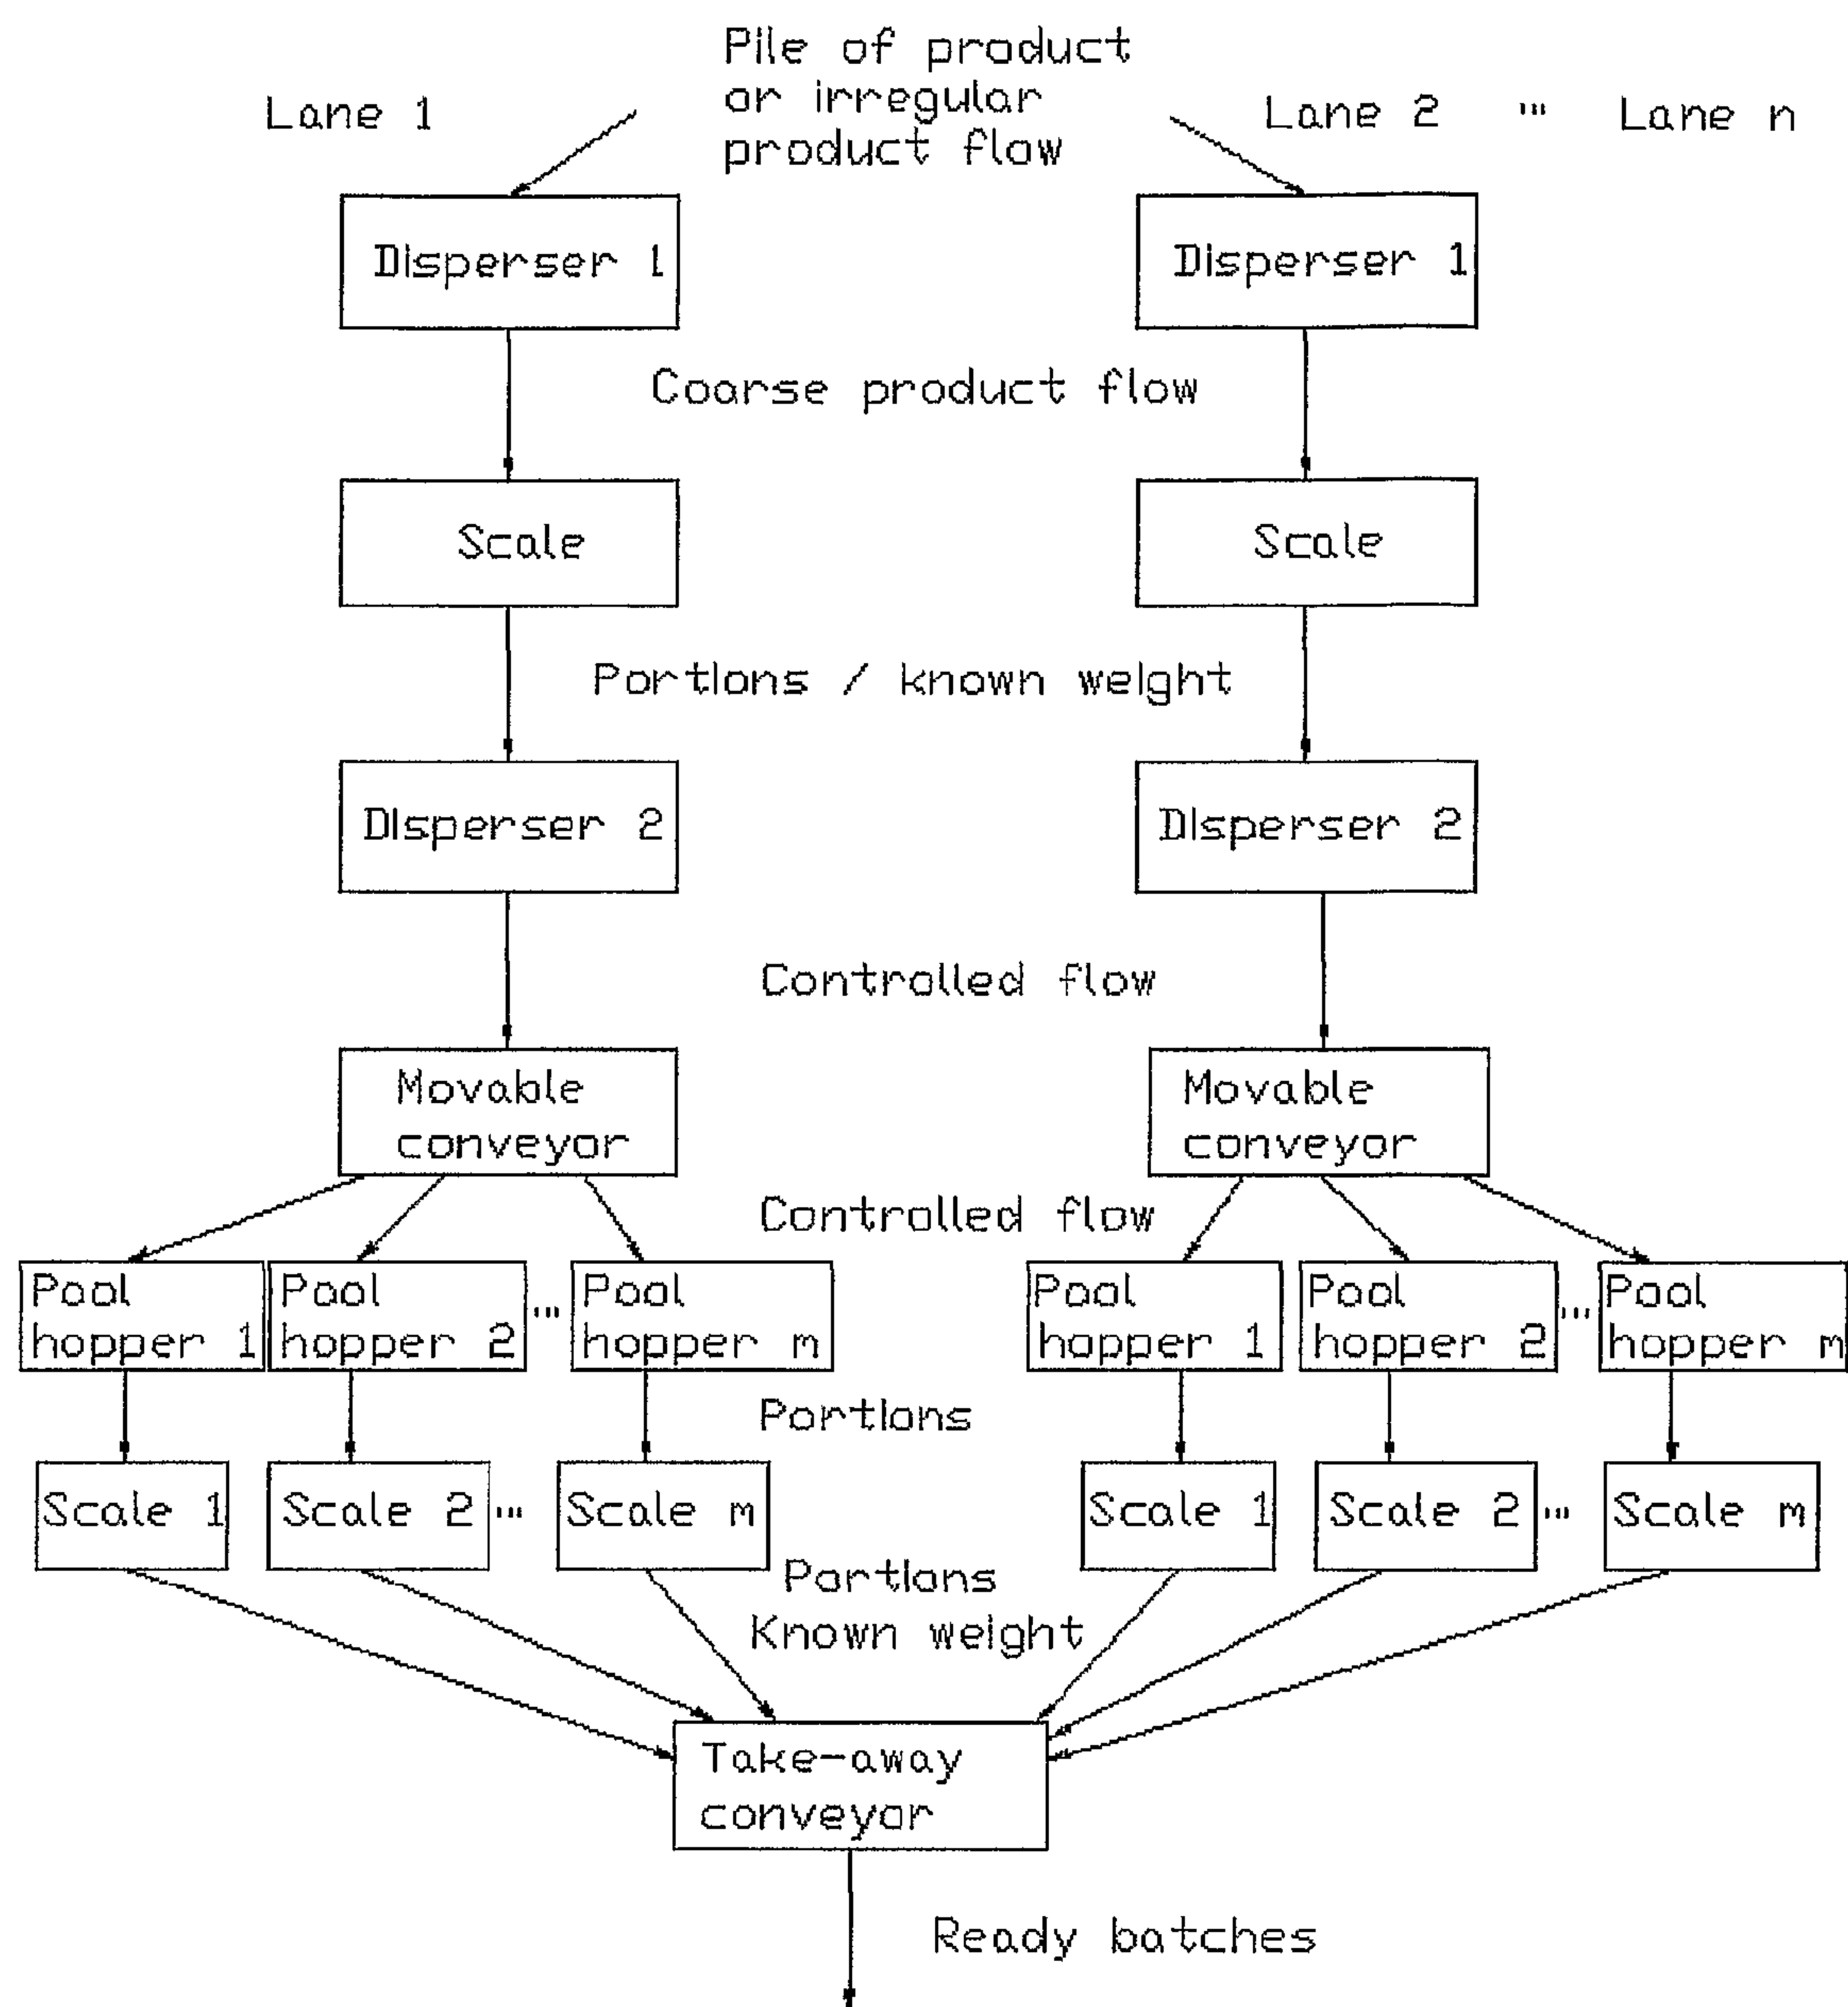 Pile of product
or irregular
product flow
Lane 1
Lane 2 ... Lane n
Disperser 1
Disperser 1
Coarse product flow
Scale
Scale
Portions / known weight
Disperser 2
Disperser 2
Controlled flow
Movable
conveyor
Movable
conveyor
Controlled flow
Pool
hopper 1
Pool
hopper 2
...
Pool
hopper m
Pool
hopper 1
Pool
hopper 2
...
Pool
hopper m
Portions
Scale 1
Scale 2
...
Scale m
Scale 1
Scale 2
...
Scale m
Portions
Known weight
Take-away
conveyor
Ready batches